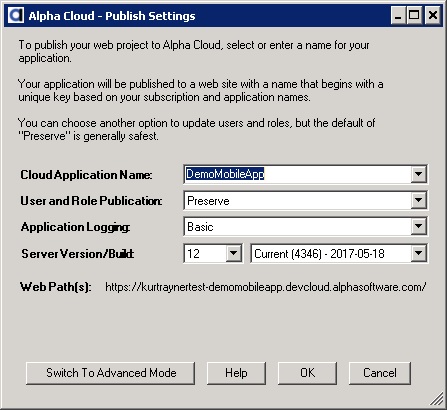 Alpha Cloud - Publish Settings
To publish your web project to Alpha Cloud, select or enter a name for your
application.
Your application will be published to a web site with a name that begins with a
unique key based on your subscription and application names.
You can choose another option to update users and roles, but the default of
"Preserve" is generally safest.
Cloud Application Name: DemoMobileApp
User and Role Publication: Preserve
Application Logging: Basic
Server Version/Build: 12 Current (4346) - 2017-05-18
Web Path(s): https://kurtraynertest-demomobileapp.devcloud.alphasoftware.com/
Switch To Advanced Mode Help OK Cancel